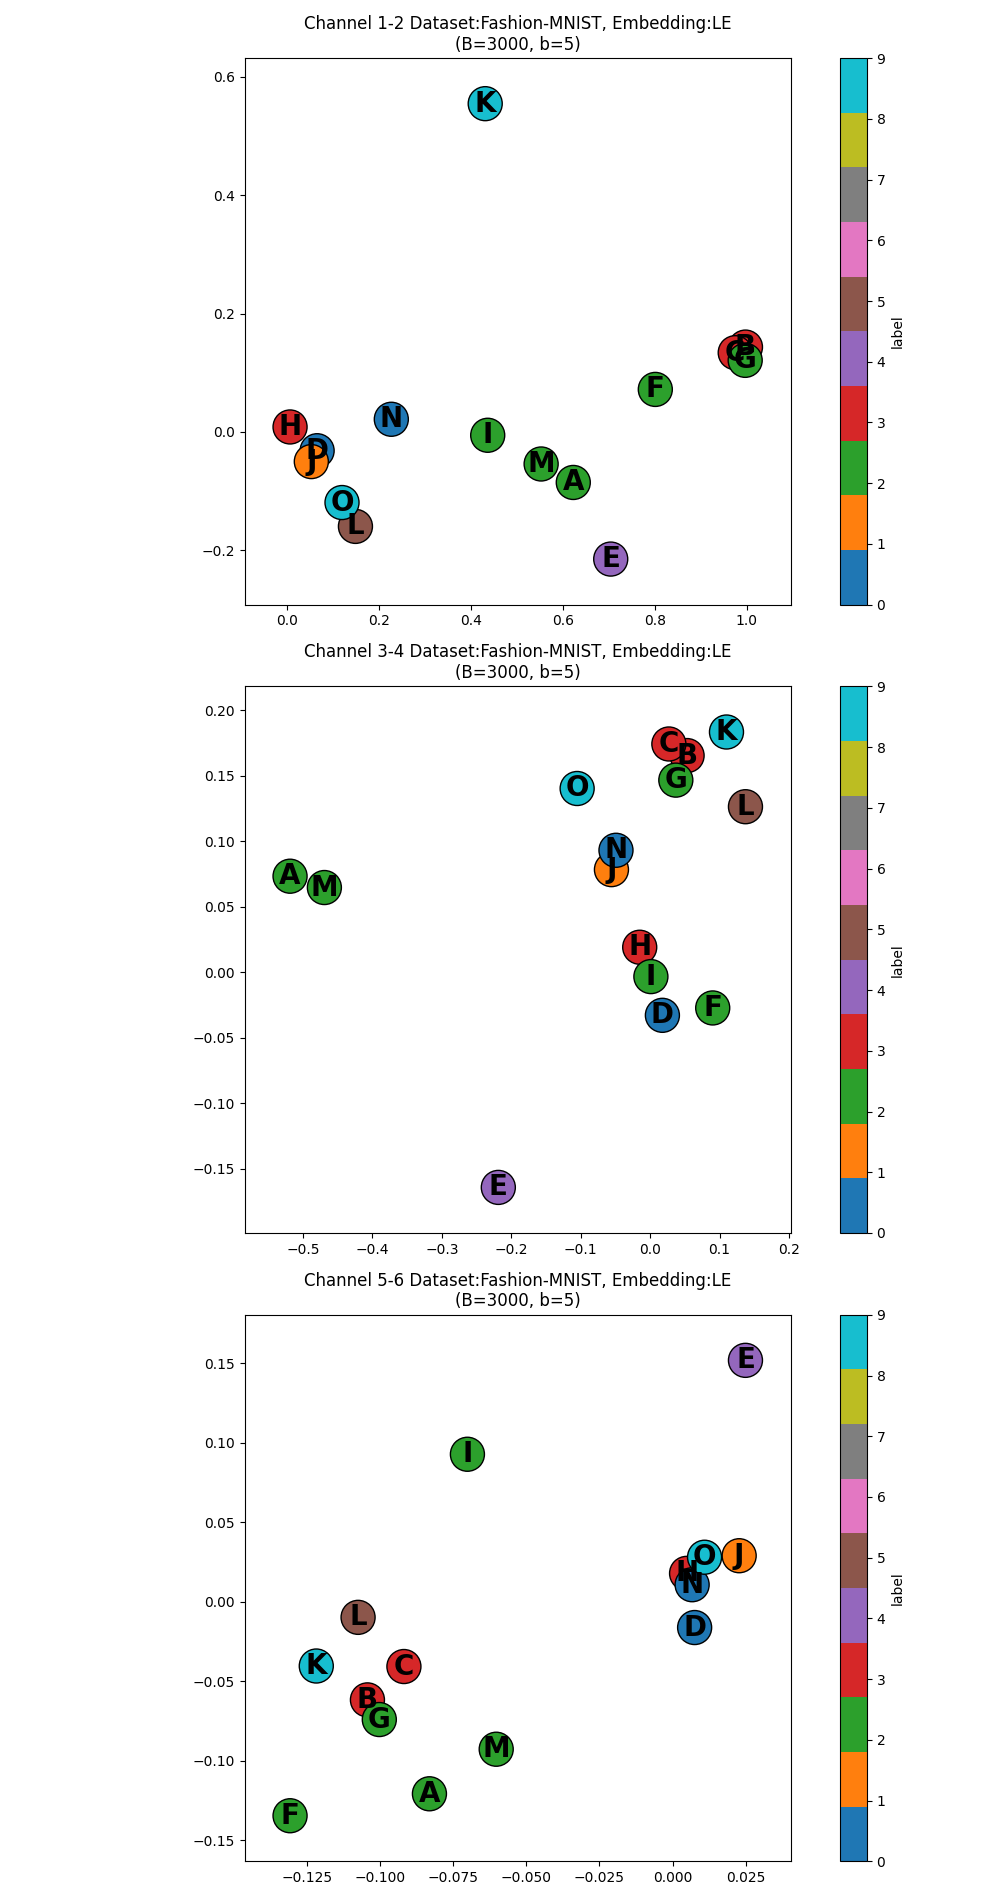 Channel 1-2 Dataset:Fashion-MNIST, Embedding:LE
(B=3000, b=5)
0.6
0.4
0.2
0.0
−0.2
0.0 0.2 0.4 0.6 0.8 1.0
K
B
C
G
F
H
N
I
D
J
M
A
O
L
E
9
8
7
6
5
4
3
2
1
0
label
Channel 3-4 Dataset:Fashion-MNIST, Embedding:LE
(B=3000, b=5)
0.20
0.15
0.10
0.05
0.00
−0.05
−0.10
−0.15
−0.5 −0.4 −0.3 −0.2 −0.1 0.0 0.1 0.2
K
C
B
G
O
L
N
J
A
M
H
I
F
D
E
9
8
7
6
5
4
3
2
1
0
label
Channel 5-6 Dataset:Fashion-MNIST, Embedding:LE
(B=3000, b=5)
0.15
0.10
0.05
0.00
−0.05
−0.10
−0.15
−0.125 −0.100 −0.075 −0.050 −0.025 0.000 0.025
E
I
O
J
H
N
L
D
K
C
B
G
M
A
F
9
8
7
6
5
4
3
2
1
0
label